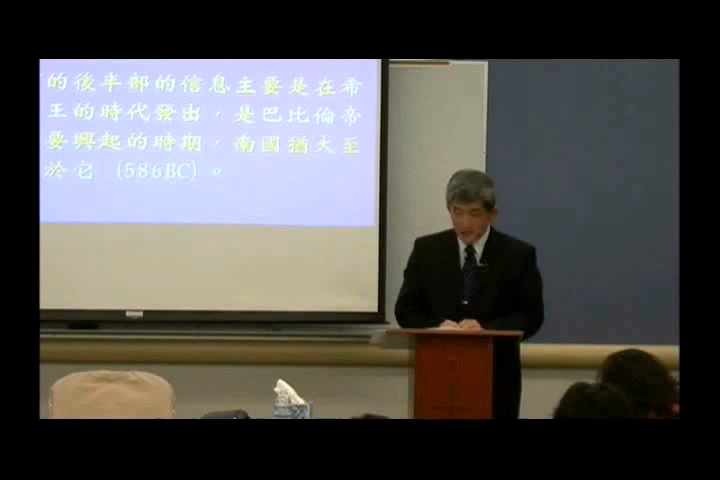 的後半部的信息主要是在希
王的時代發出，是巴比倫帝
要興起的時期，南國猶大至
於它 (586BC)。